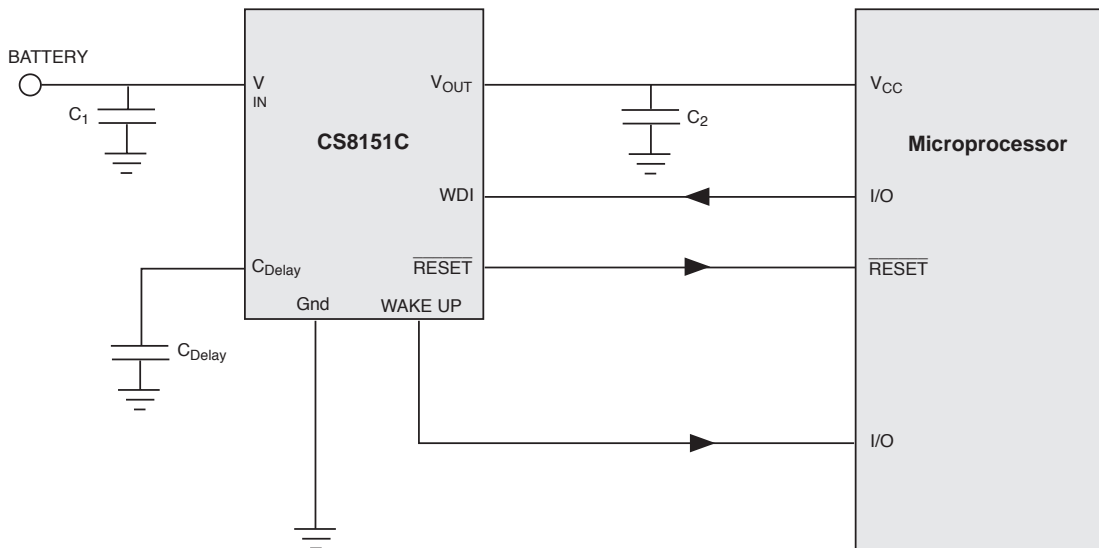 BATTERY
C1
V
IN
CS8151C
VOUT
WDI
RESET
CDelay
Gnd
WAKE UP
CDelay
C2
VCC
Microprocessor
I/O
RESET
I/O